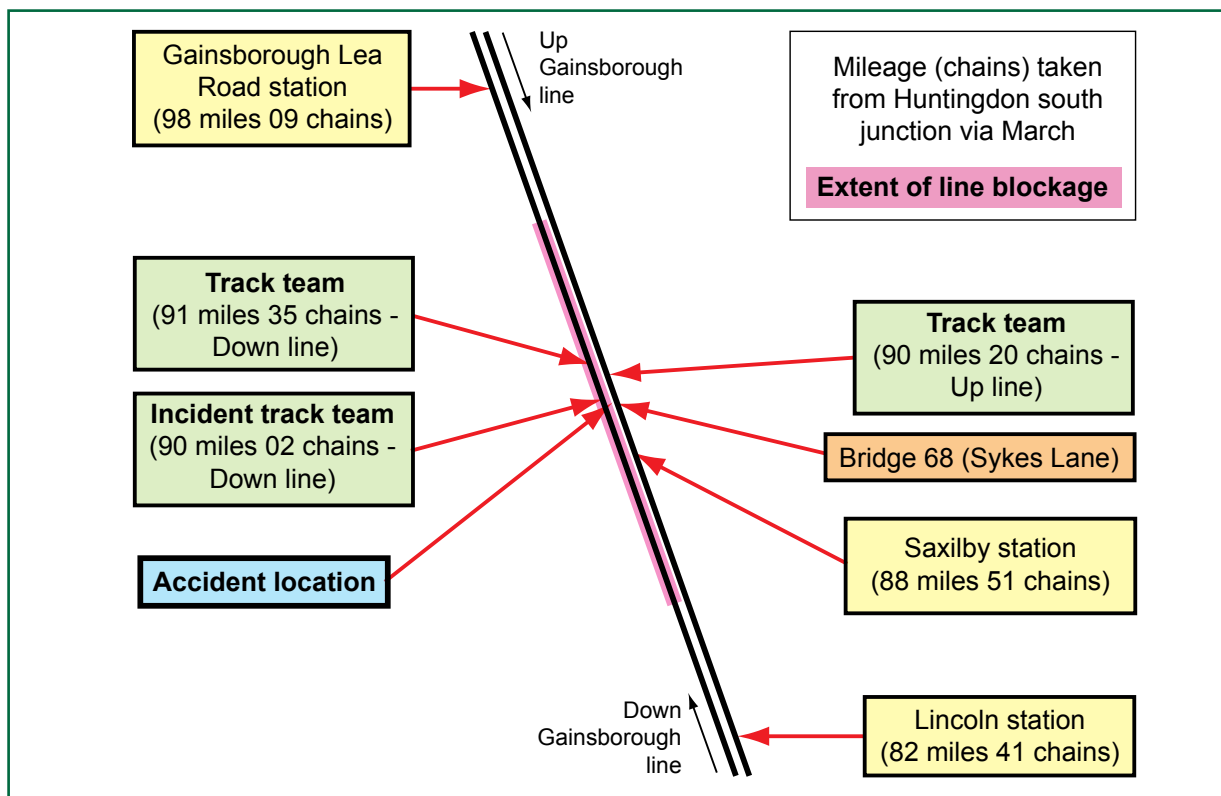 Gainsborough Lea
Road station
(98 miles 09 chains)
Up
Gainsborough
line
Mileage (chains) taken
from Huntingdon south
junction via March
Extent of line blockage
Track team
(91 miles 35 chains -
Down line)
Track team
(90 miles 20 chains -
Up line)
Incident track team
(90 miles 02 chains -
Down line)
Bridge 68 (Sykes Lane)
Accident location
Saxilby station
(88 miles 51 chains)
Down
Gainsborough
line
Lincoln station
(82 miles 41 chains)